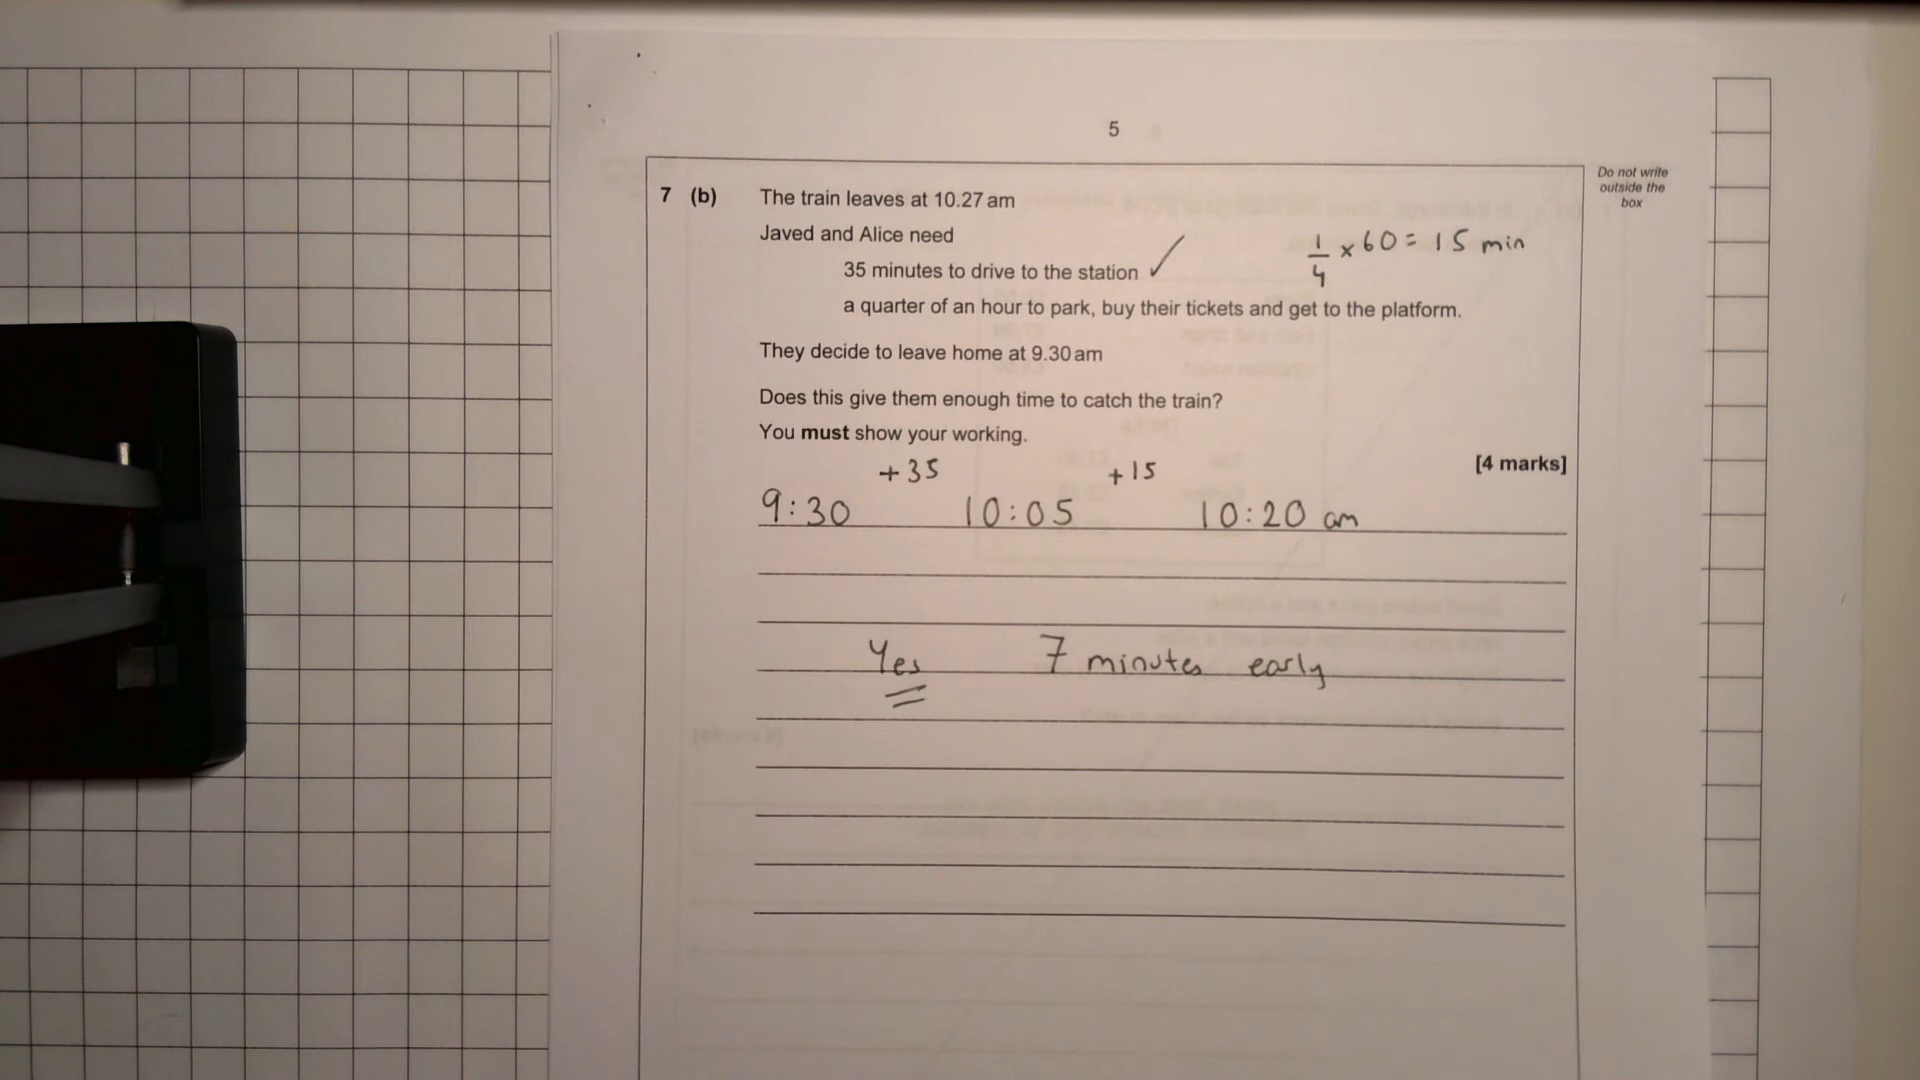 5
Do not write
outside the
box
7 (b) The train leaves at 10.27 am
Javed and Alice need
1/4 × 60 = 15 min
35 minutes to drive to the station ✓
a quarter of an hour to park, buy their tickets and get to the platform.
They decide to leave home at 9.30 am
Does this give them enough time to catch the train?
You must show your working.
[4 marks]
+35 +15
9:30 10:05 10:20 am
Yes 7 minutes early